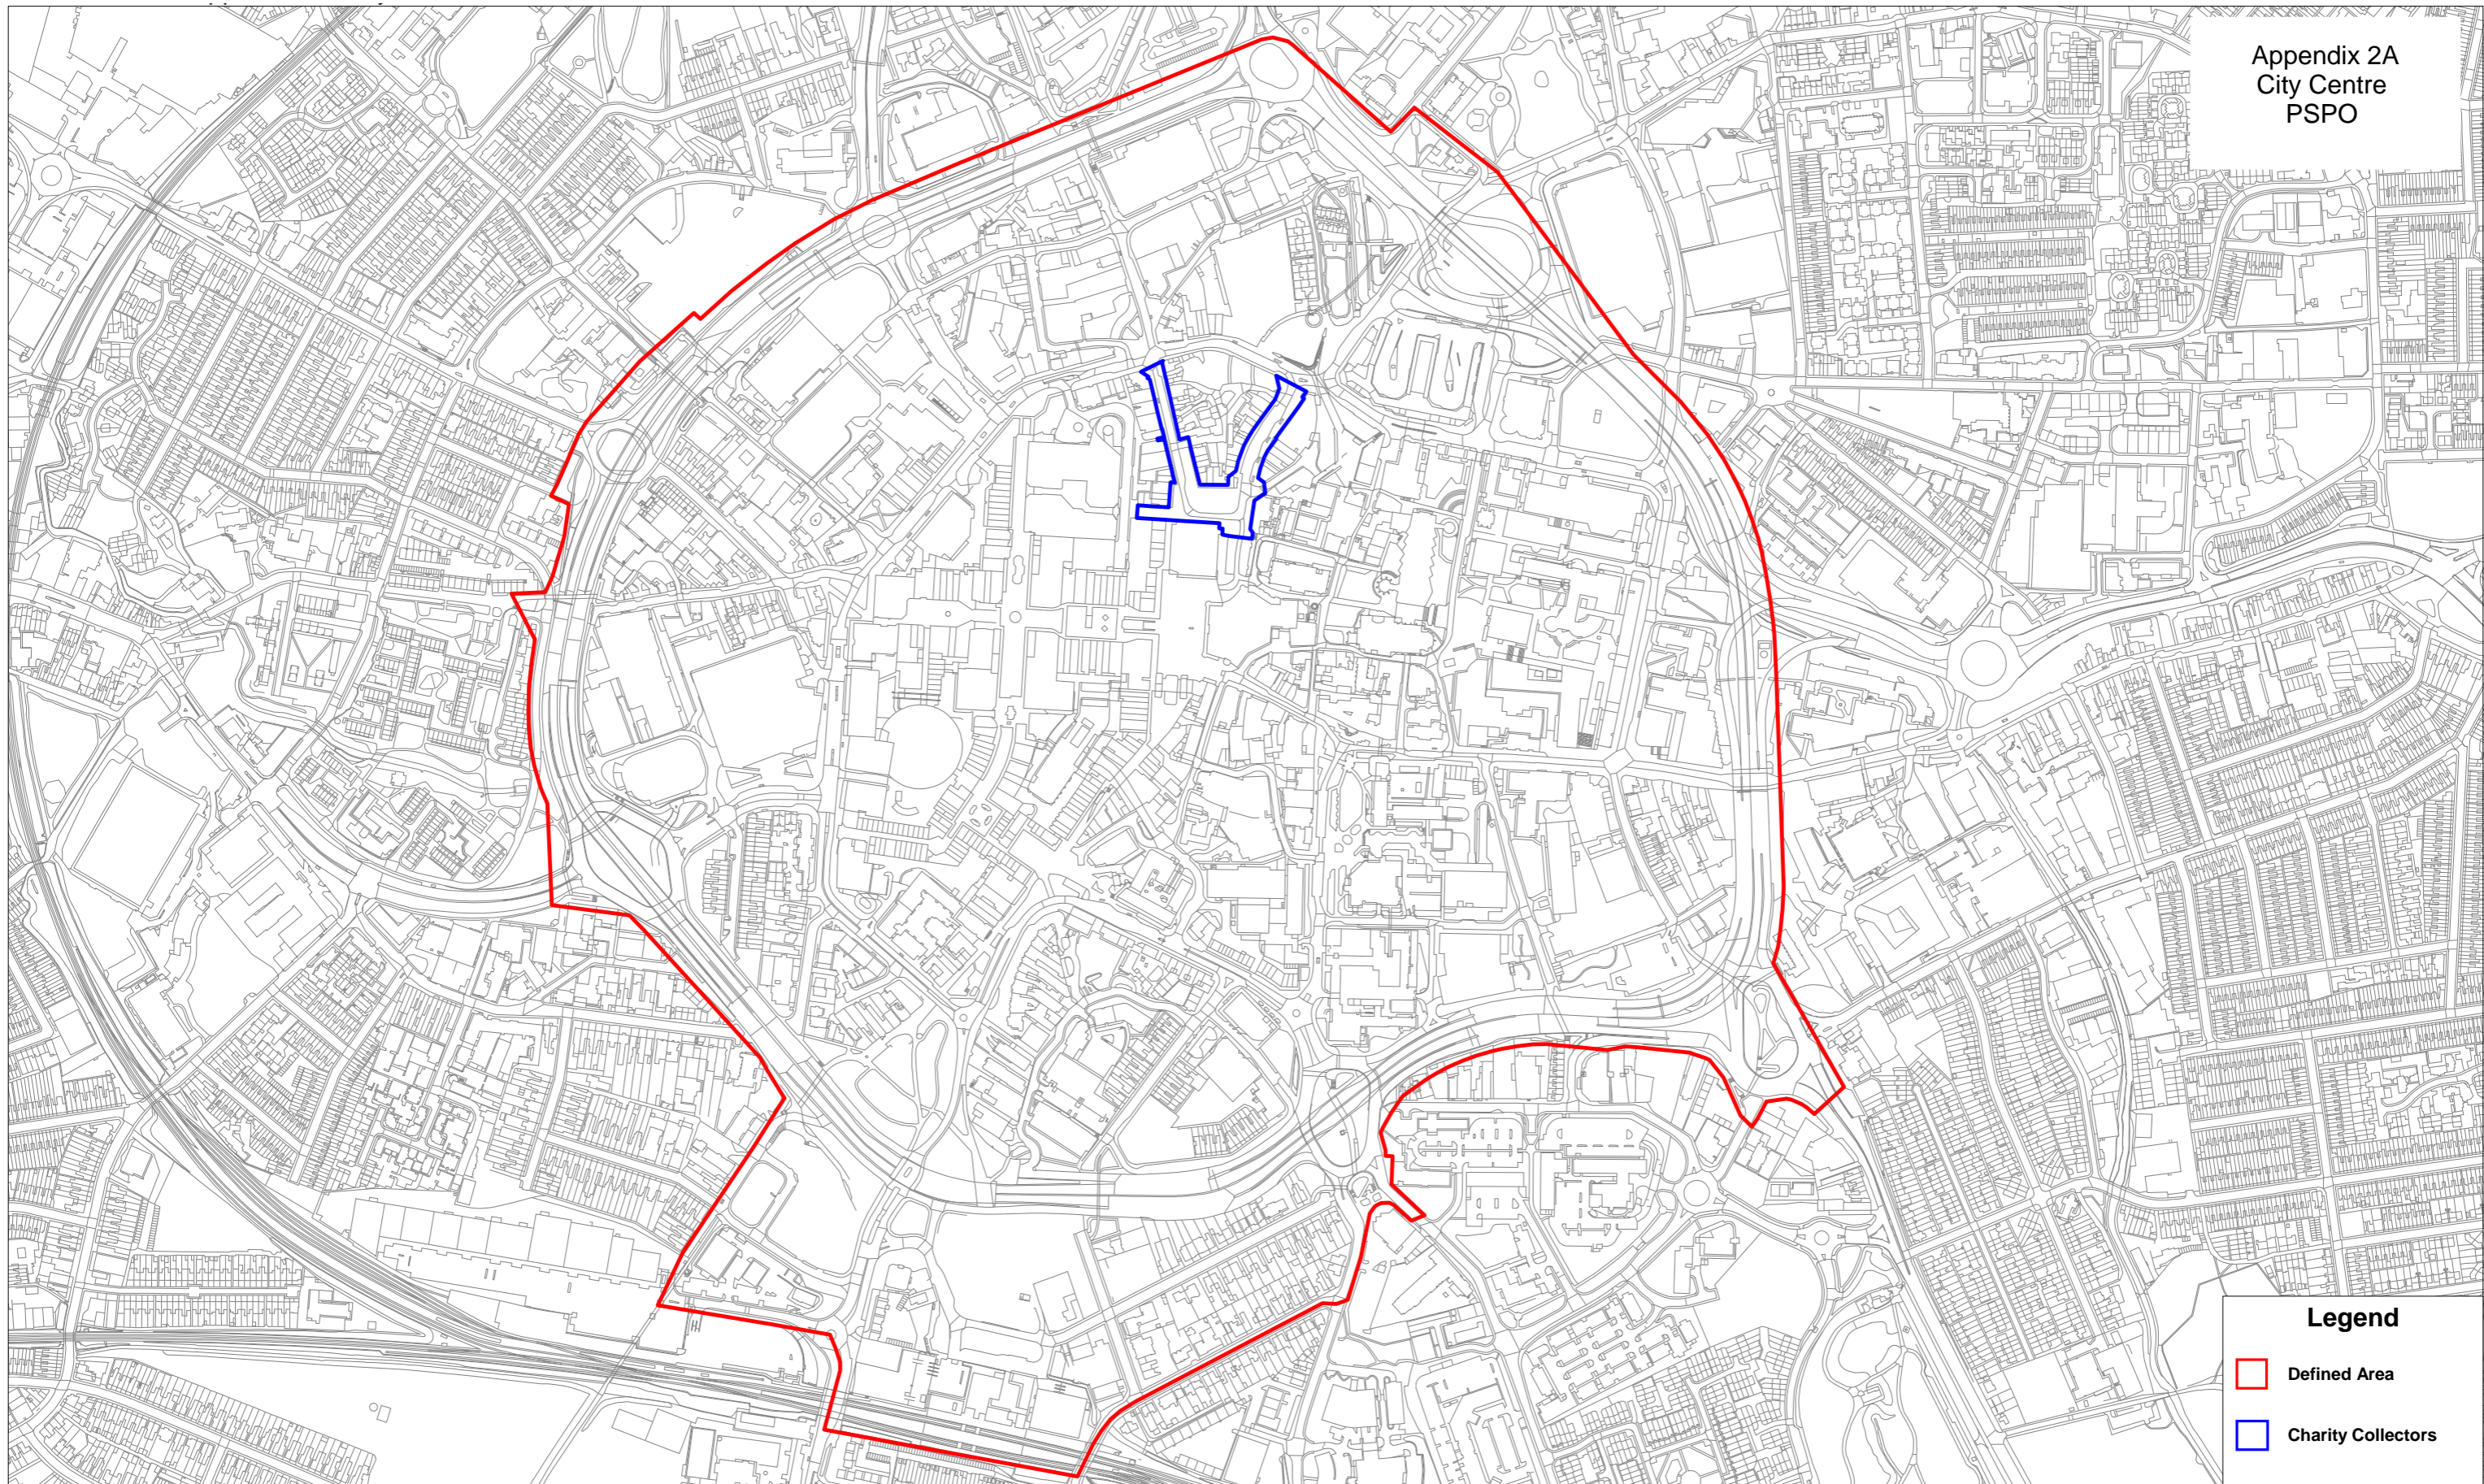 Appendix 2A
City Centre
PSPO
Legend
Defined Area
Charity Collectors